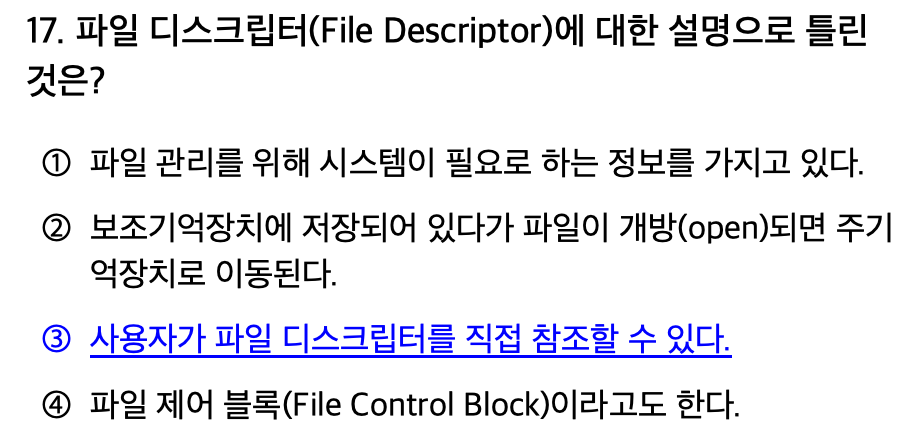 17. 파일 디스크립터(File Descriptor)에 대한 설명으로 틀린
것은?
① 파일 관리를 위해 시스템이 필요로 하는 정보를 가지고 있다.
② 보조기억장치에 저장되어 있다가 파일이 개방(open)되면 주기
억장치로 이동된다.
③ 사용자가 파일 디스크립터를 직접 참조할 수 있다.
④ 파일 제어 블록(File Control Block)이라고도 한다.